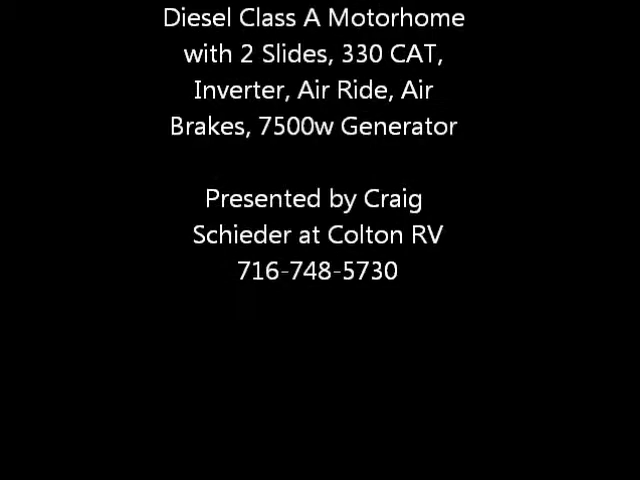 Diesel Class A Motorhome
with 2 Slides, 330 CAT,
Inverter, Air Ride, Air
Brakes, 7500w Generator
Presented by Craig
Schieder at Colton RV
716-748-5730